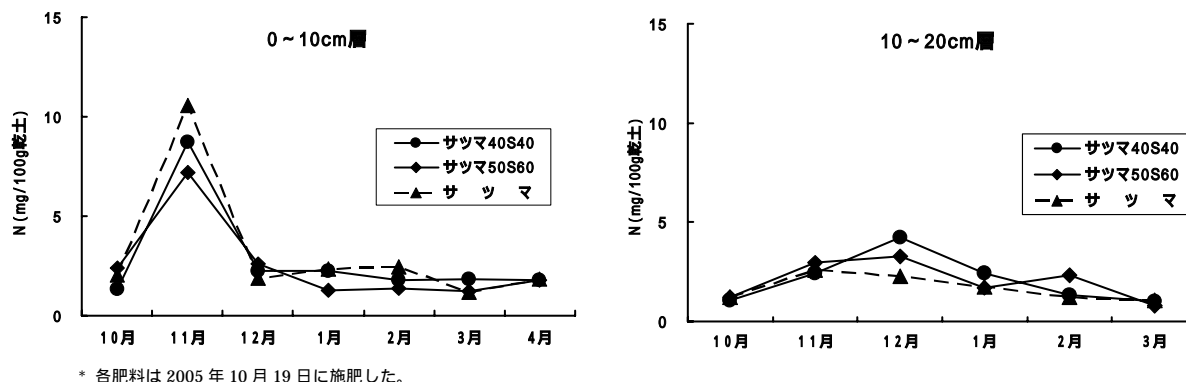 0～10cm層
15
10
5
0
N(mg/100g乾土)
サツマ40S40
サツマ50S60
サ ツ マ
10月 11月 12月 1月 2月 3月 4月
10～20cm層
15
10
5
0
N(mg/100g乾土)
サツマ40S40
サツマ50S60
サ ツ マ
10月 11月 12月 1月 2月 3月
* 各肥料は 2005 年 10 月 19 日に施肥した。